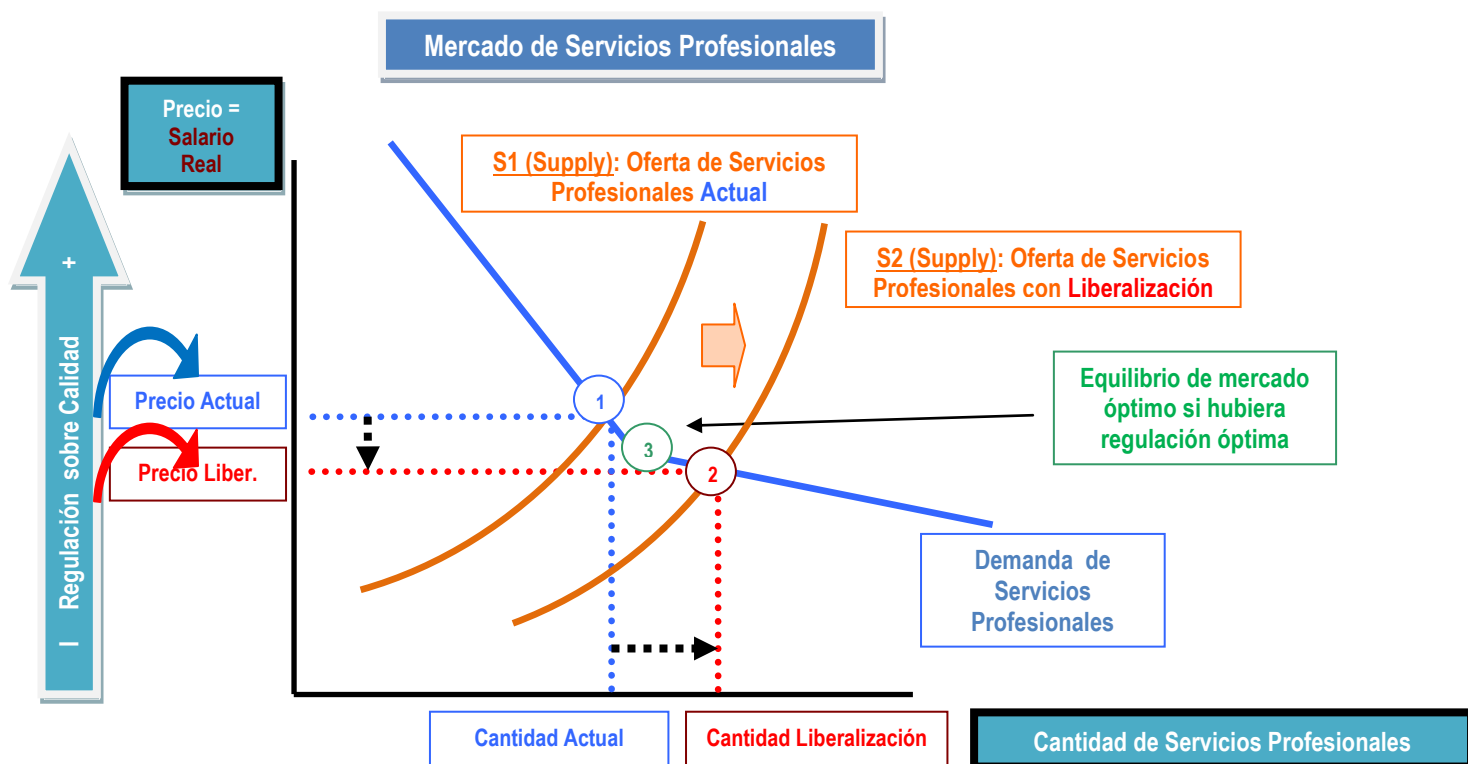 Mercado de Servicios Profesionales
Precio =
Salario
Real
S1 (Supply): Oferta de Servicios
Profesionales Actual
S2 (Supply): Oferta de Servicios
Profesionales con Liberalización
I Regulación sobre Calidad +
Precio Actual
Precio Liber.
1
3
2
Equilibrio de mercado
óptimo si hubiera
regulación óptima
Demanda de
Servicios
Profesionales
Cantidad Actual
Cantidad Liberalización
Cantidad de Servicios Profesionales